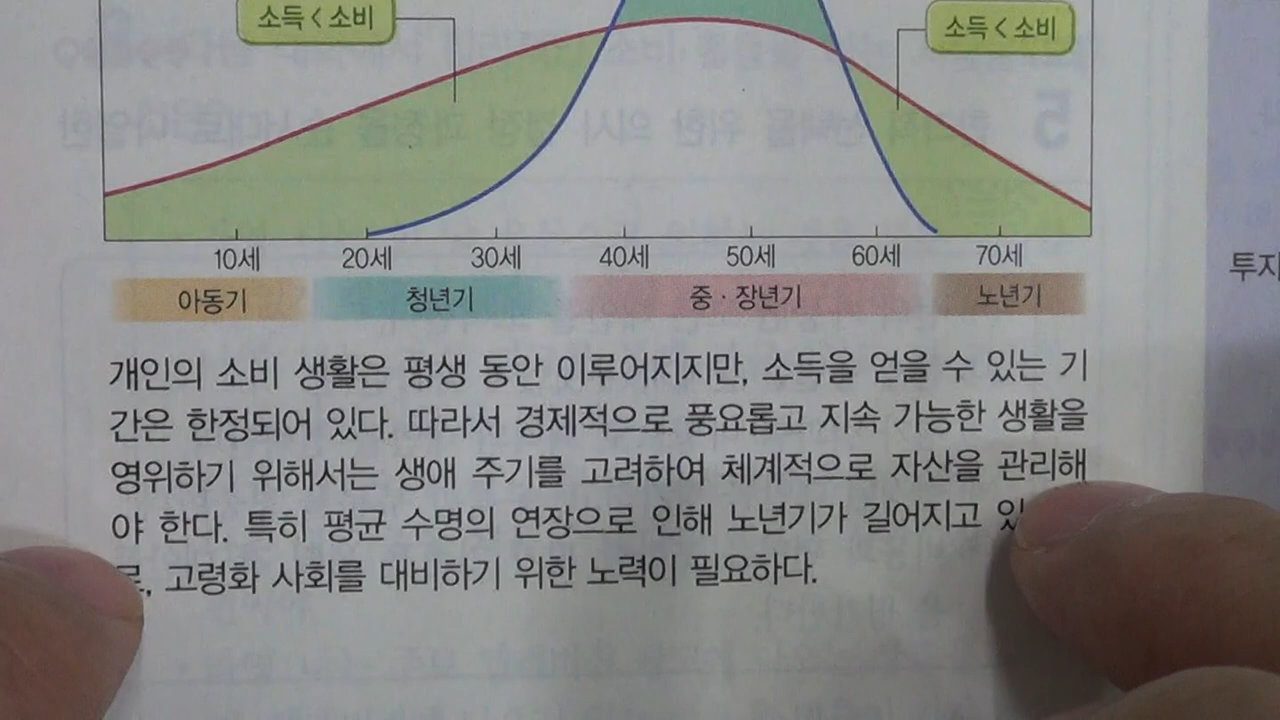 소득 < 소비
소득 < 소비
10세 20세 30세 40세 50세 60세 70세
아동기 청년기 중·장년기 노년기
개인의 소비 생활은 평생 동안 이루어지지만, 소득을 얻을 수 있는 기
간은 한정되어 있다. 따라서 경제적으로 풍요롭고 지속 가능한 생활을
영위하기 위해서는 생애 주기를 고려하여 체계적으로 자산을 관리해
야 한다. 특히 평균 수명의 연장으로 인해 노년기가 길어지고 있
고령화 사회를 대비하기 위한 노력이 필요하다.
투자